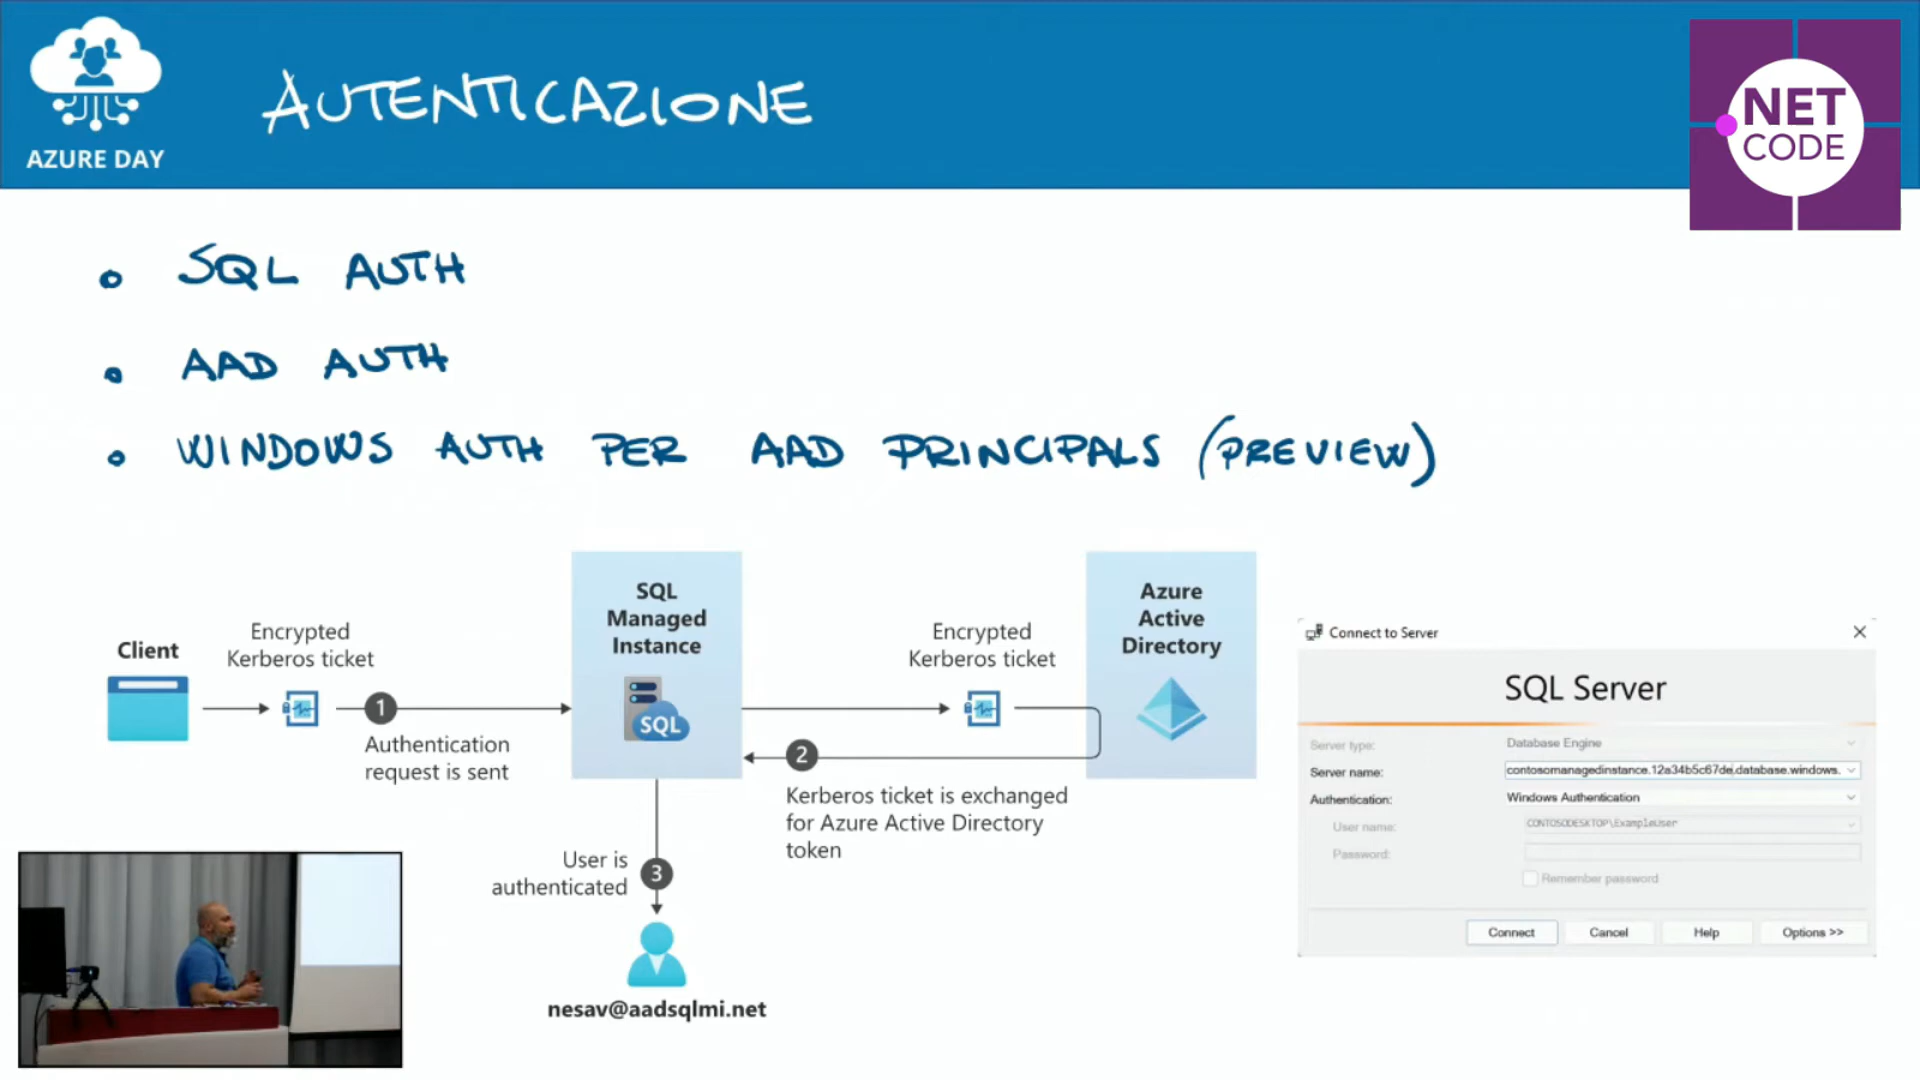 AUTENTICAZIONE
AZURE DAY
NET
CODE
SQL AUTH
AAD AUTH
WINDOWS AUTH PER AAD PRINCIPALS (PREVIEW)
Client
Encrypted
Kerberos ticket
1
Authentication
request is sent
SQL
Managed
Instance
SQL
Encrypted
Kerberos ticket
Azure
Active
Directory
2
Kerberos ticket is exchanged
for Azure Active Directory
token
User is
authenticated
3
nesav@aadsqlmi.net
Connect to Server
SQL Server
Server type: Database Engine
Server name: contosomanagedinstance.12a34b5c67de.database.windows.
Authentication: Windows Authentication
User name: CONTOSODESKTOP\ExampleUser
Password:
Remember password
Connect Cancel Help Options >>